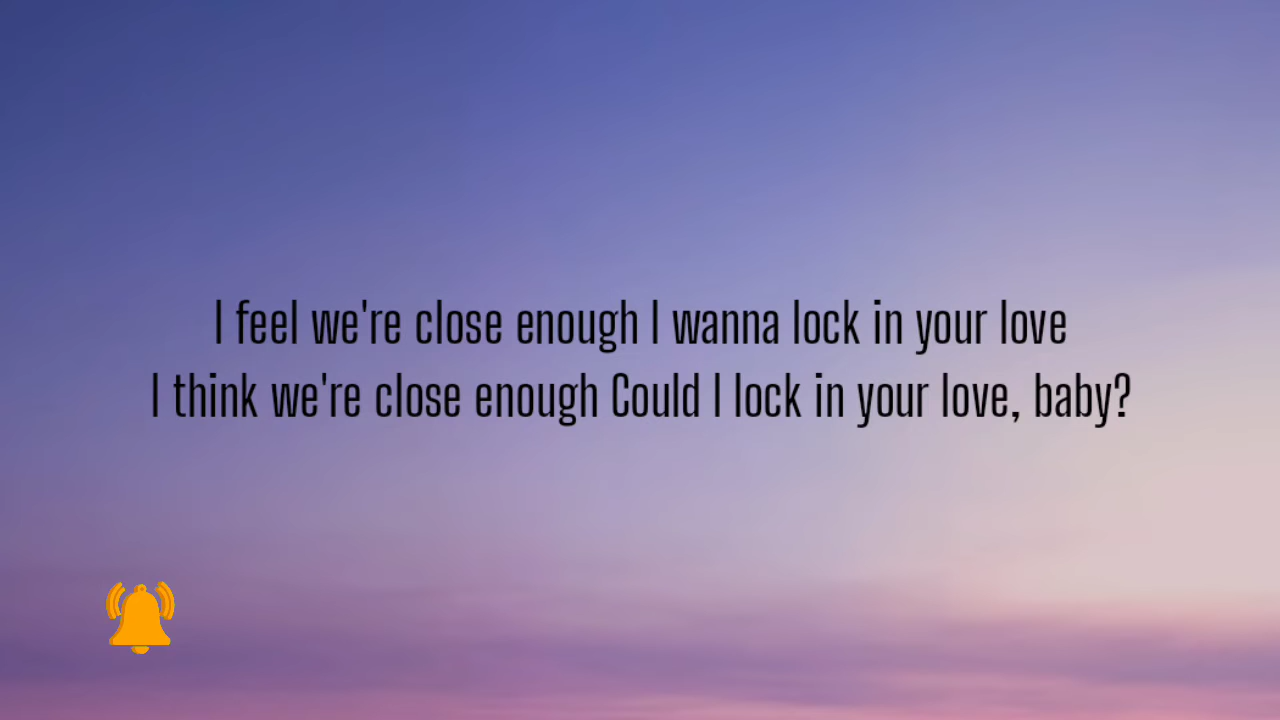 I feel we're close enough I wanna lock in your love
I think we're close enough Could I lock in your love, baby?